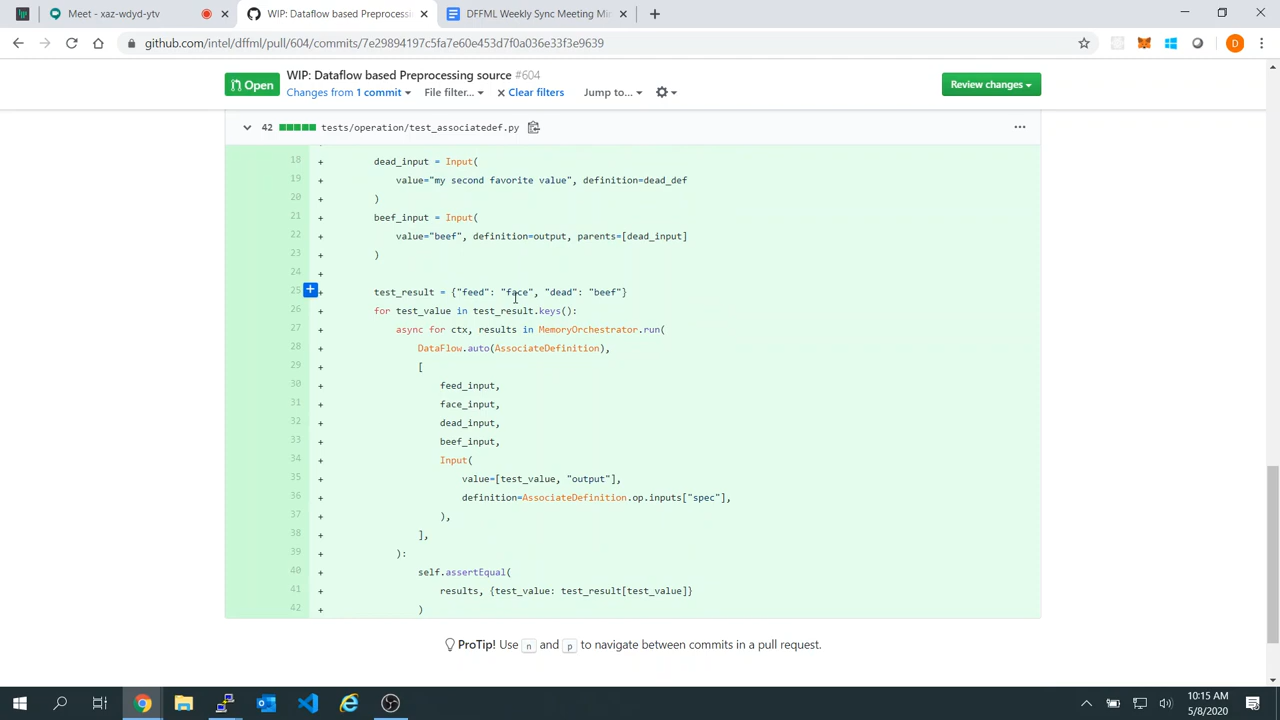 Meet - xaz-wdyd-ytv
WIP: Dataflow based Preprocessin
DFFML Weekly Sync Meeting Min
github.com/intel/dffml/pull/604/commits/7e29894197c5fa7e60e453d7f0a036e33f3e9639
D
Open
WIP: Dataflow based Preprocessing source #604
Changes from 1 commit
File filter...
Clear filters
Jump to...
Review changes
42 tests/operation/test_associatedef.py
18 + dead_input = Input(
19 + value="my second favorite value", definition=dead_def
20 + )
21 + beef_input = Input(
22 + value="beef", definition=output, parents=[dead_input]
23 + )
24 +
25 + test_result = {"feed": "face", "dead": "beef"}
26 + for test_value in test_result.keys():
27 + async for ctx, results in MemoryOrchestrator.run(
28 + DataFlow.auto(AssociateDefinition),
29 + [
30 + feed_input,
31 + face_input,
32 + dead_input,
33 + beef_input,
34 + Input(
35 + value=[test_value, "output"],
36 + definition=AssociateDefinition.op.inputs["spec"],
37 + ),
38 + ],
39 + ):
40 + self.assertEqual(
41 + results, {test_value: test_result[test_value]}
42 + )
ProTip! Use n and p to navigate between commits in a pull request.
10:15 AM
5/8/2020